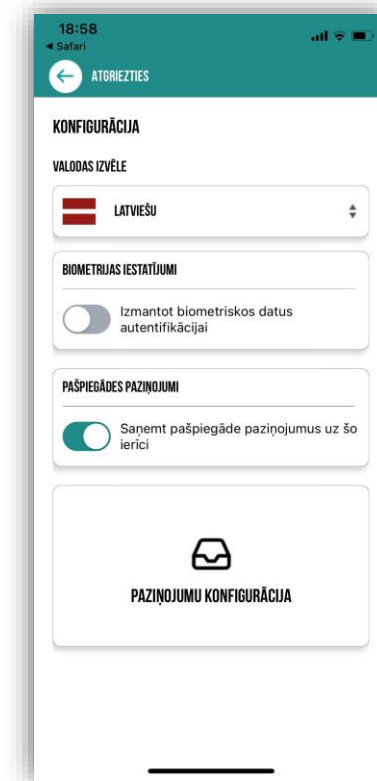 18:58
◀ Safari
ATGRIEZTIES
KONFIGURĀCIJA
VALODAS IZVĒLE
LATVIEŠU
BIOMETRIJAS IESTATĪJUMI
Izmantot biometriskos datus
autentifikācijai
PAŠPIEGĀDES PAZIŅOJUMI
Saņemt pašpiegāde paziņojumus uz šo
ierīci
PAZIŅOJUMU KONFIGURĀCIJA